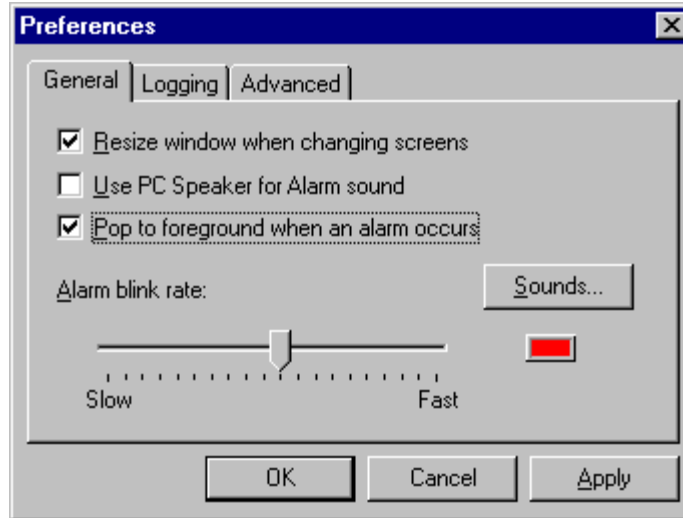 Preferences
General Logging Advanced
Resize window when changing screens
Use PC Speaker for Alarm sound
Pop to foreground when an alarm occurs
Alarm blink rate:
Sounds...
Slow Fast
OK Cancel Apply